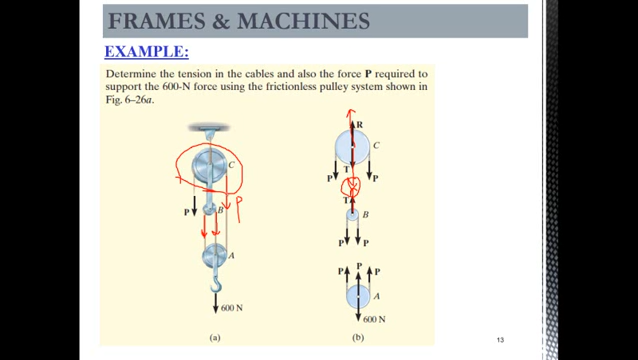 FRAMES & MACHINES
EXAMPLE:
Determine the tension in the cables and also the force P required to
support the 600-N force using the frictionless pulley system shown in
Fig. 6–26a.
C
P
B
P
A
600 N
(a)
R
C
T
P
P
T
B
P
P
P
P
P
A
600 N
(b)
13